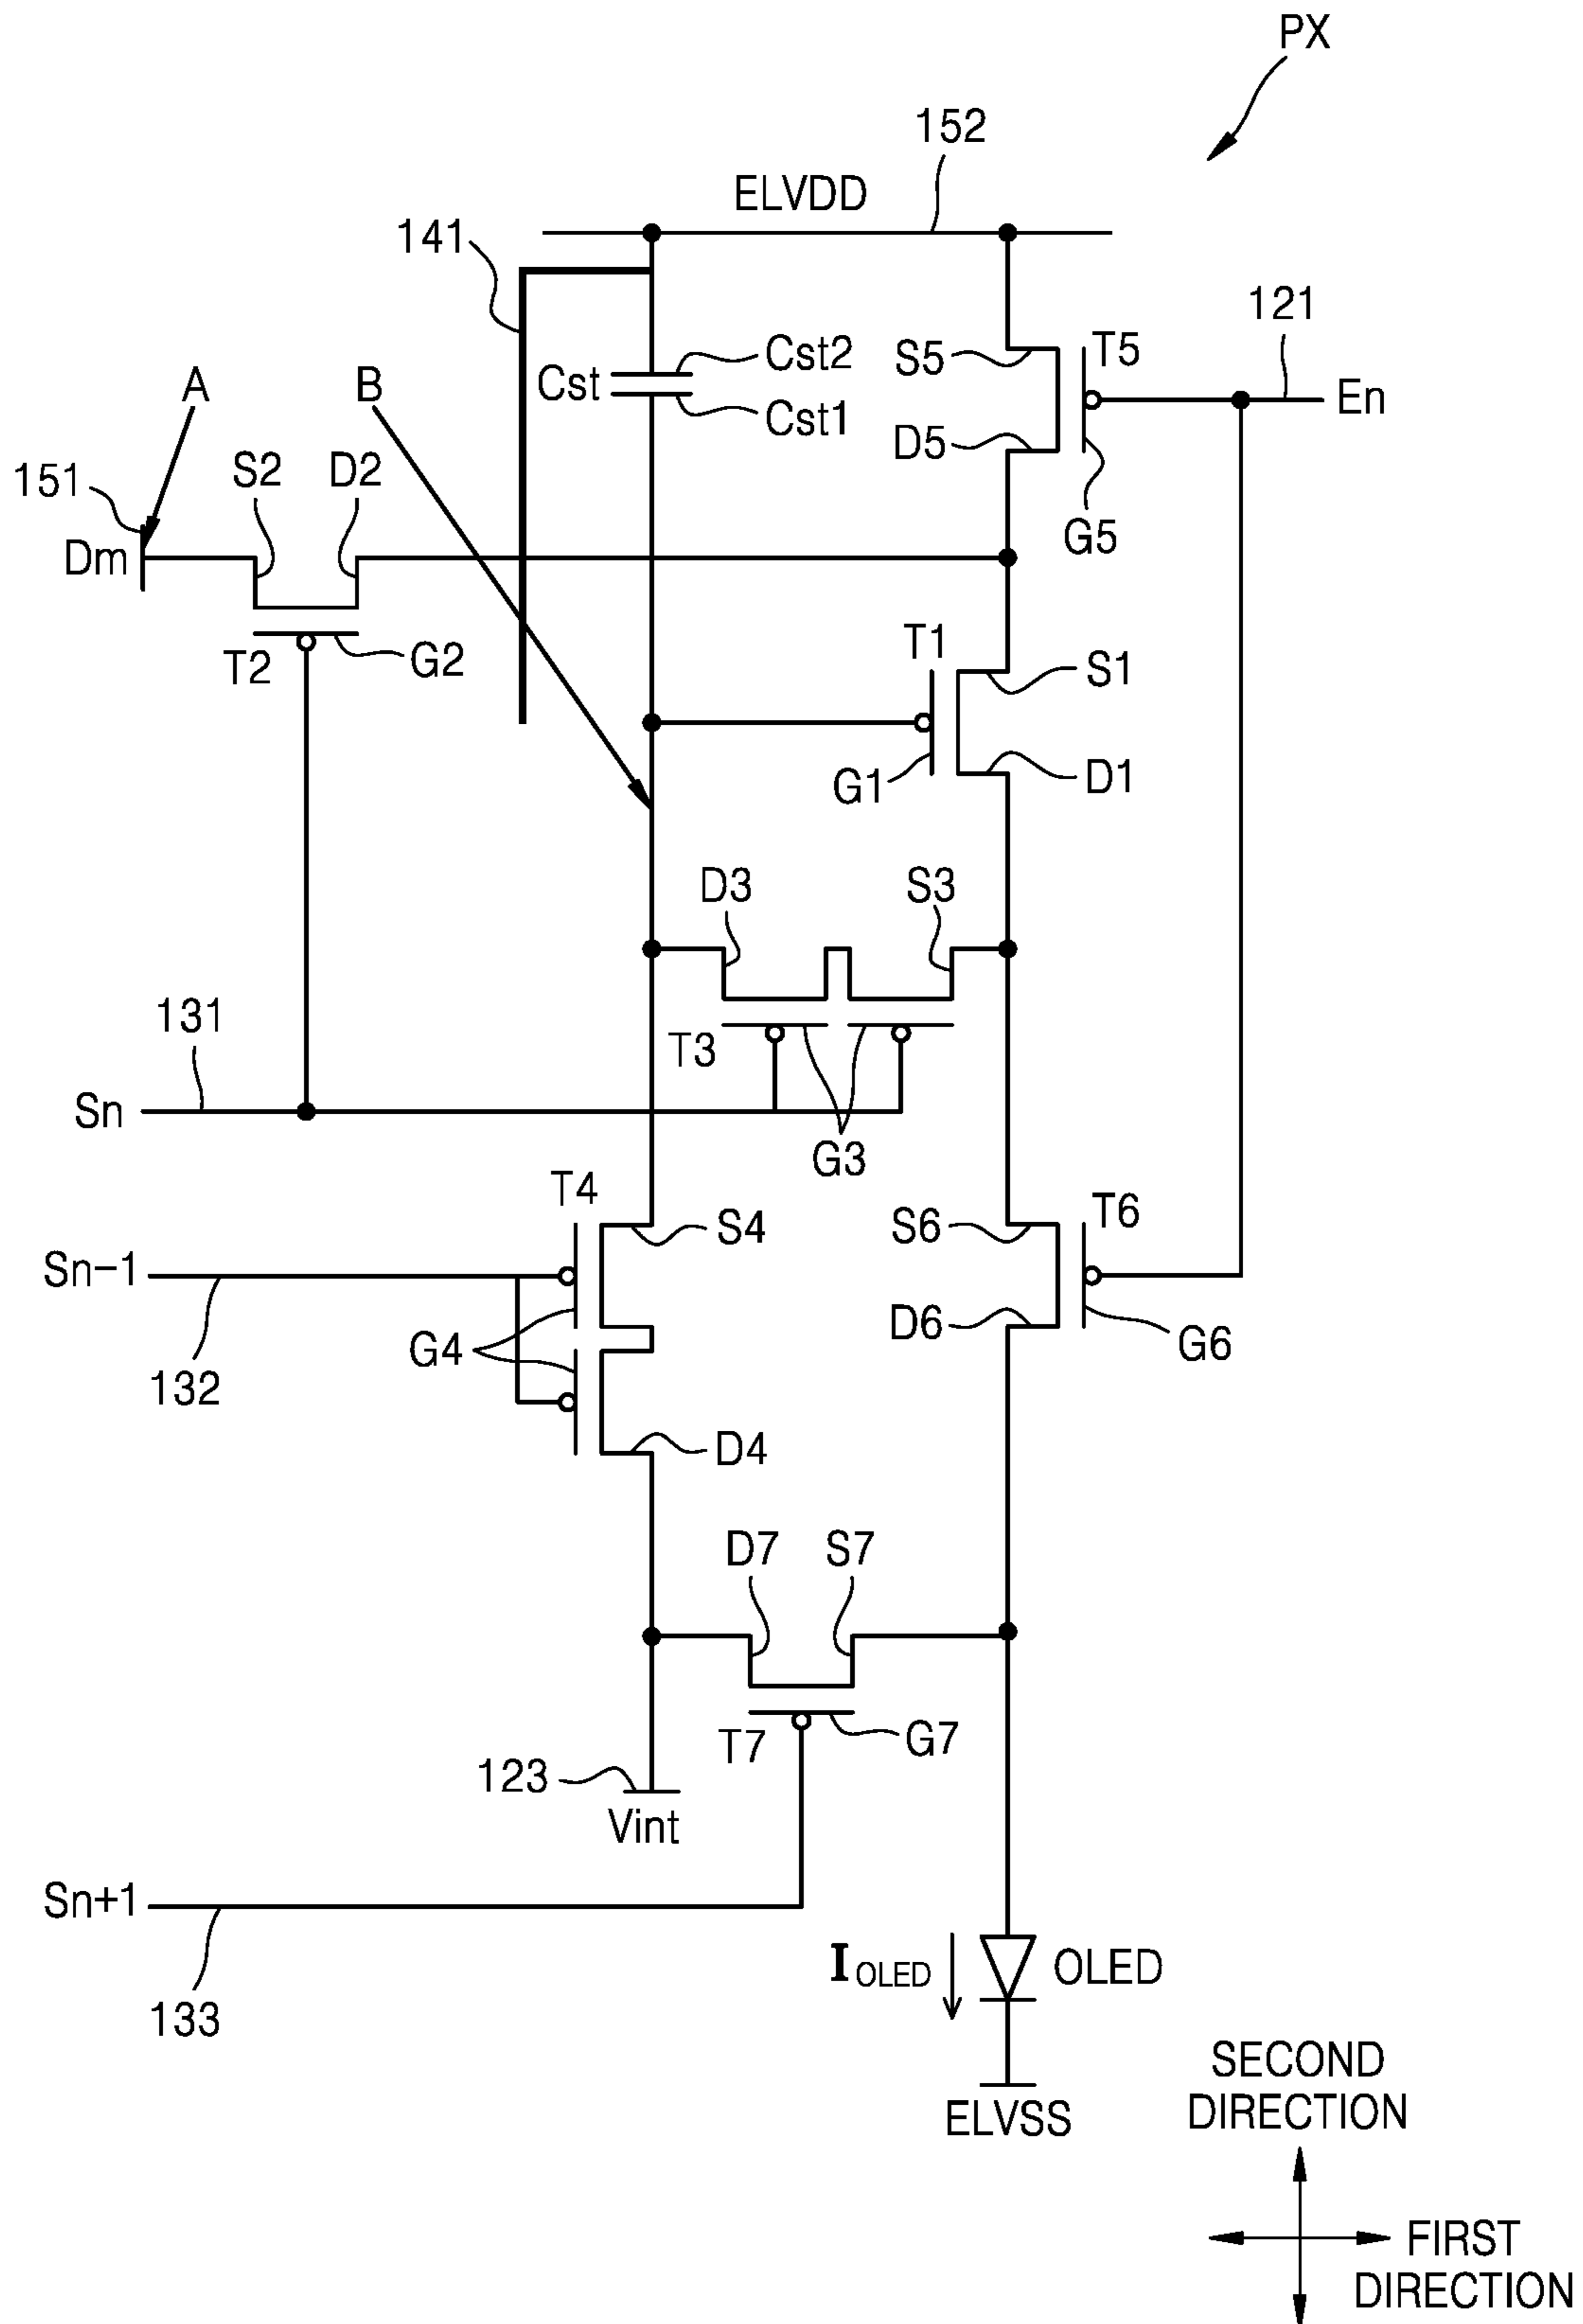 PX
152
ELVDD
141
121
Cst2
S5
T5
A
B
Cst
En
Cst1
D5
S2
D2
151
G5
Dm
T1
T2
G2
S1
G1
D1
D3
S3
131
T3
Sn
G3
T4
T6
S4
S6
Sn-1
D6
G4
G6
132
D4
D7
S7
T7
G7
123
Vint
Sn+1
IOLED
OLED
133
SECOND
DIRECTION
ELVSS
FIRST
DIRECTION